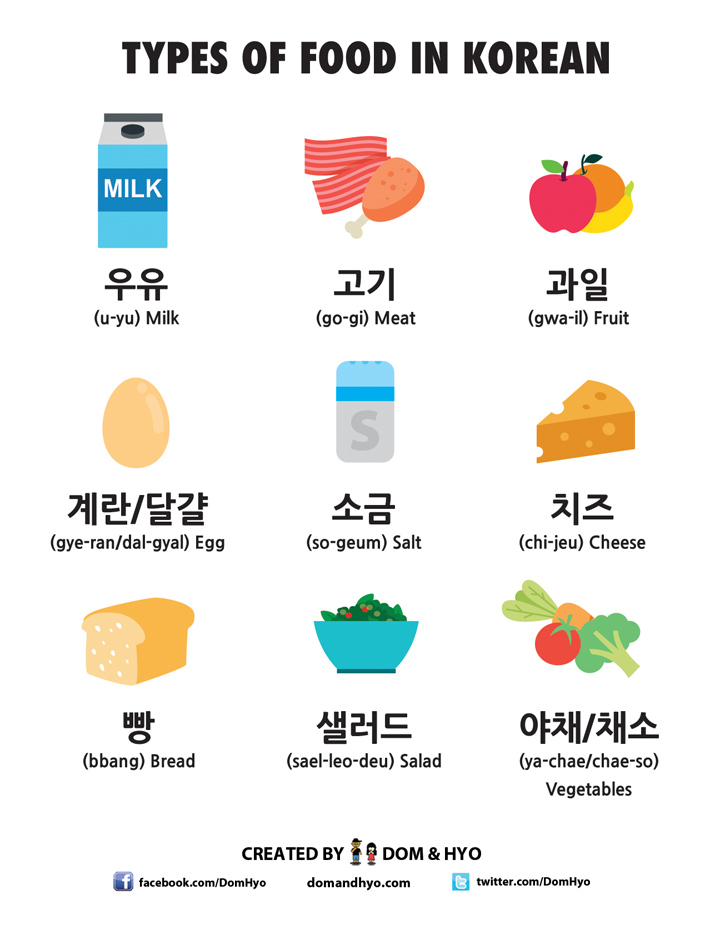 TYPES OF FOOD IN KOREAN
MILK
우유
(u-yu) Milk
고기
(go-gi) Meat
과일
(gwa-il) Fruit
계란/달걀
(gye-ran/dal-gyal) Egg
S
소금
(so-geum) Salt
치즈
(chi-jeu) Cheese
빵
(bbang) Bread
샐러드
(sael-leo-deu) Salad
야채/채소
(ya-chae/chae-so)
Vegetables
CREATED BY DOM & HYO
facebook.com/DomHyo domandhyo.com twitter.com/DomHyo